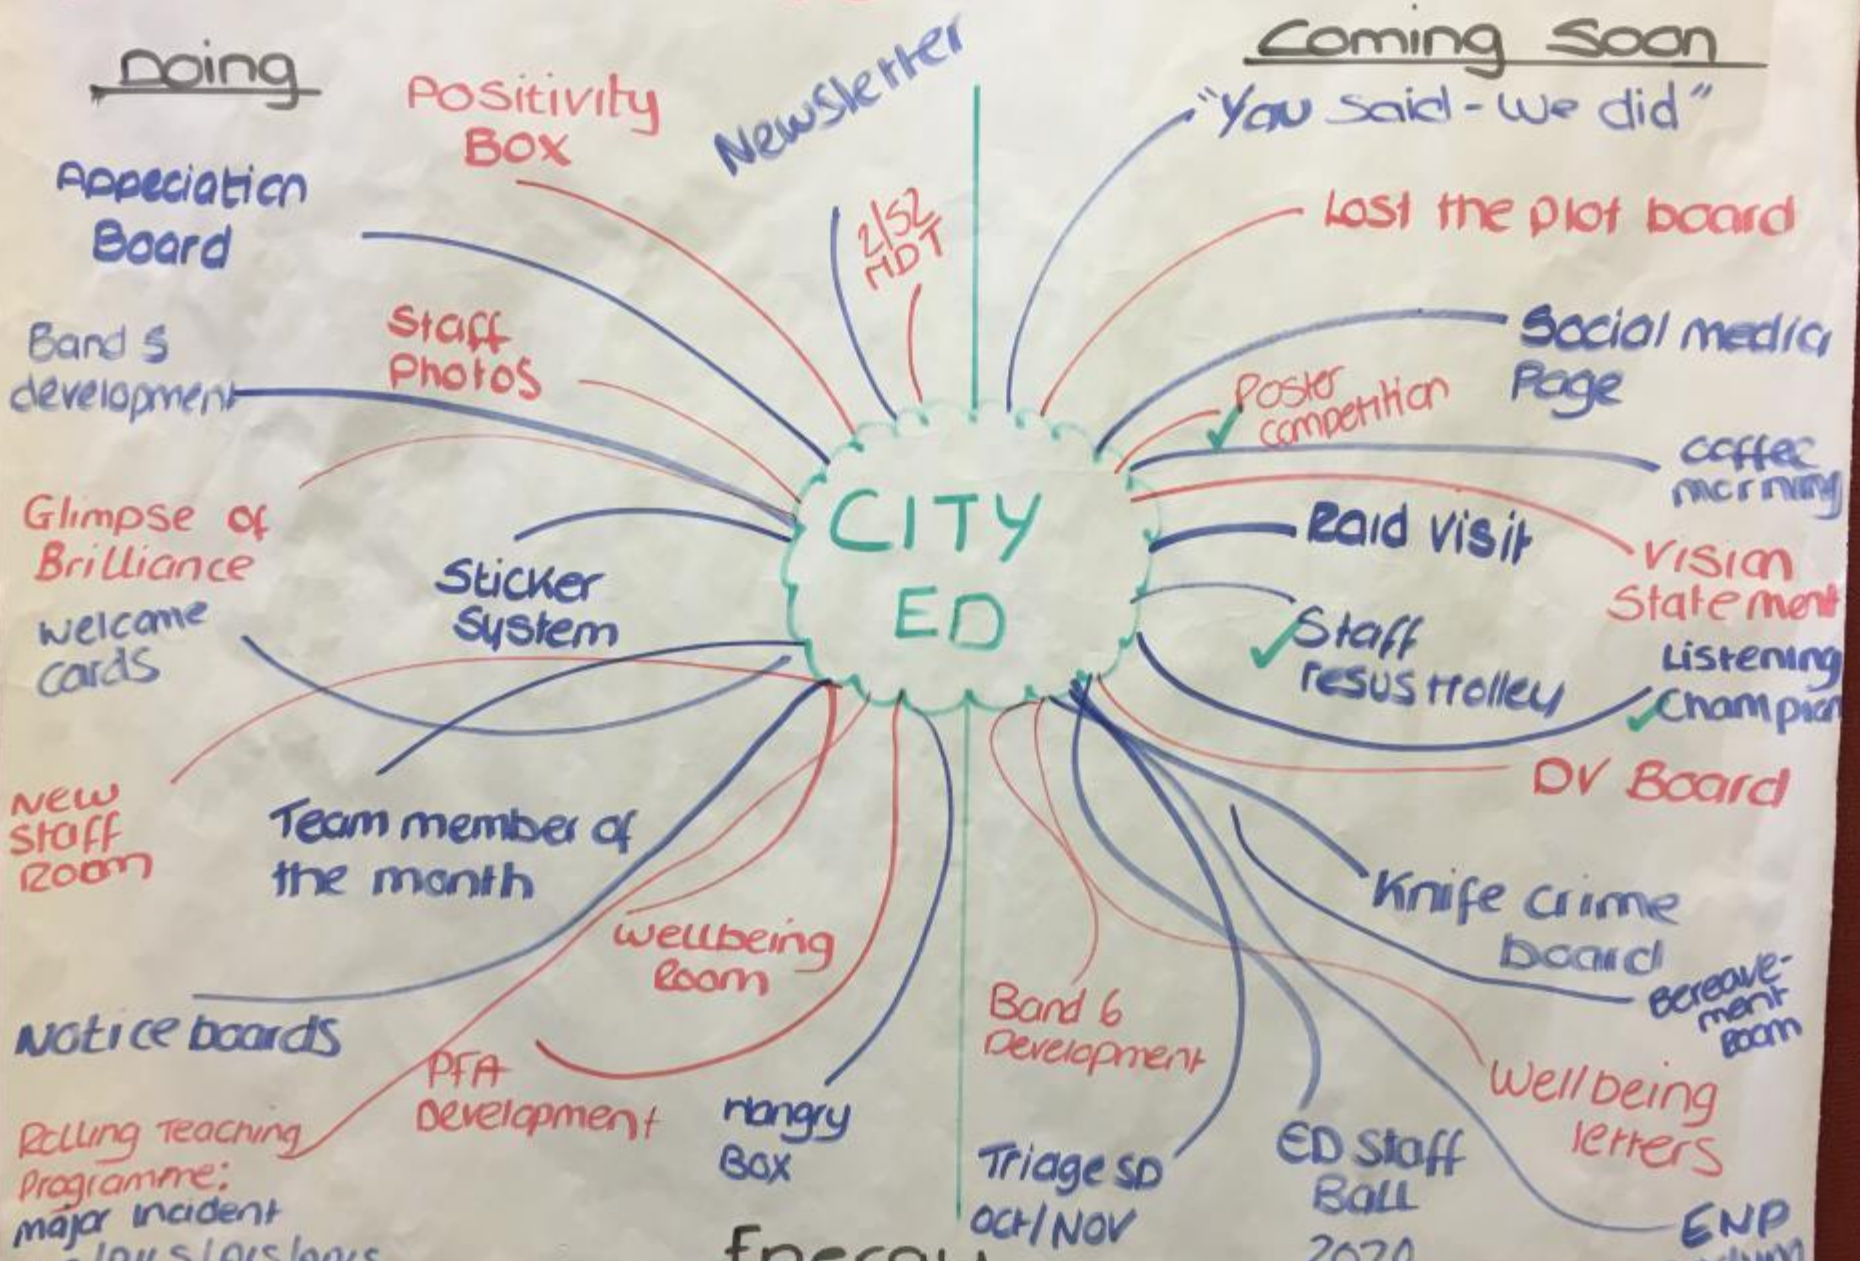 Doing
Positivity
Box
Newsletter
2/52
MDT
Appeciation
Board
Band 5
development
Staff
Photos
Glimpse of
Brilliance
Sticker
System
Welcome
cards
New
Staff
Room
Team member of
the month
Notice boards
Wellbeing
Room
PFA
Development
Hangry
Box
Rolling Teaching
Programme:
major incident
CITY
ED
Coming Soon
"You said - we did"
Lost the plot board
Social media
Page
Poster
competition
coffee
morning
Raid visit
Vision
Statement
Staff
resus trolley
Listening
Champion
DV Board
Knife crime
board
Bereave-
ment
Room
Wellbeing
letters
Band 6
Development
Triage SD
Oct/Nov
ED Staff
Ball
2020
ENP
Energy